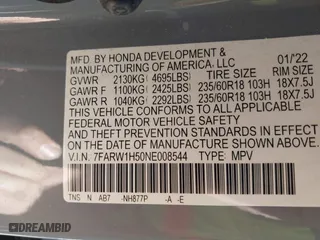 MFD. BY HONDA DEVELOPMENT &
MANUFACTURING OF AMERICA, LLC 01/'22
GVWR 2130KG( 4695LBS) TIRE SIZE RIM SIZE
GAWR F 1100KG( 2425LBS) 235/60R18 103H 18X7.5J
GAWR R 1040KG( 2292LBS) 235/60R18 103H 18X7.5J
THIS VEHICLE CONFORMS TO ALL APPLICABLE
FEDERAL MOTOR VEHICLE SAFETY STANDARDS IN EFFECT
ON THE DATE OF MANUFACTURE SHOWN ABOVE.
V.I.N. 7FARW1H50NE008544 TYPE: MPV
TNS N AB7 -NH877P -A -E
DREAMBID
CARS SOLD